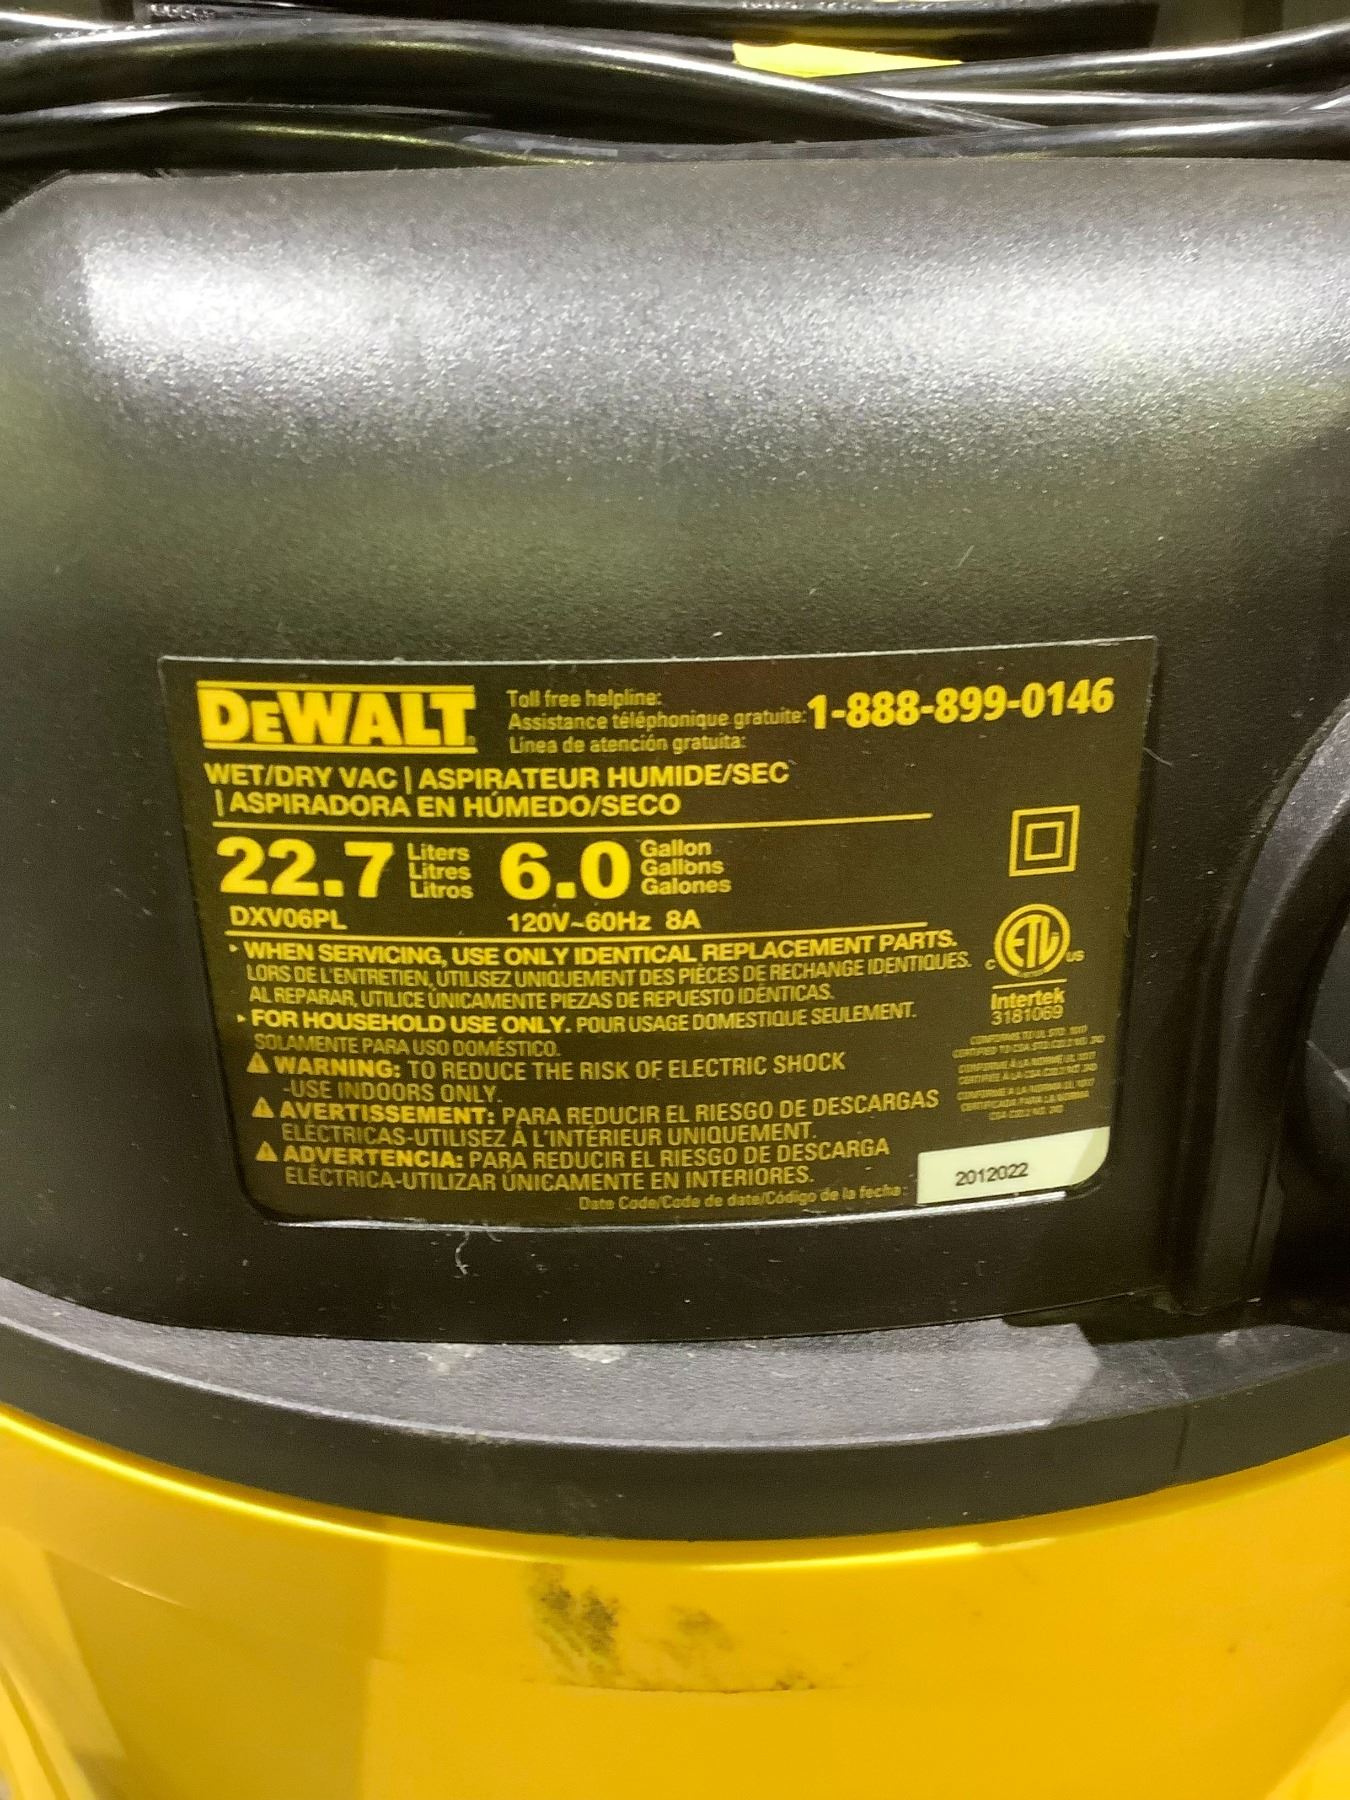 DEWALT
Toll free helpline:
Assistance téléphonique gratuite: 1-888-899-0146
Linea de atención gratuita:
WET/DRY VAC | ASPIRATEUR HUMIDE/SEC
| ASPIRADORA EN HÚMEDO/SECO
22.7 Liters Litres Litros 6.0 Gallon Gallons Galones
DXV06PL 120V~60Hz 8A
WHEN SERVICING, USE ONLY IDENTICAL REPLACEMENT PARTS.
LORS DE L'ENTRETIEN, UTILISEZ UNIQUEMENT DES PIÈCES DE RECHANGE IDENTIQUES.
AL REPARAR, UTILICE ÚNICAMENTE PIEZAS DE REPUESTO IDÉNTICAS.
FOR HOUSEHOLD USE ONLY. POUR USAGE DOMESTIQUE SEULEMENT.
SOLAMENTE PARA USO DOMÉSTICO.
WARNING: TO REDUCE THE RISK OF ELECTRIC SHOCK
-USE INDOORS ONLY.
AVERTISSEMENT: PARA REDUCIR EL RIESGO DE DESCARGAS
ELÉCTRICAS-UTILISEZ À L'INTÉRIEUR UNIQUEMENT.
ADVERTENCIA: PARA REDUCIR EL RIESGO DE DESCARGA
ELÉCTRICA-UTILIZAR ÚNICAMENTE EN INTERIORES.
Date Code/Code de date/Código de la fecha: 2012022
C ETL US
Intertek
3181069